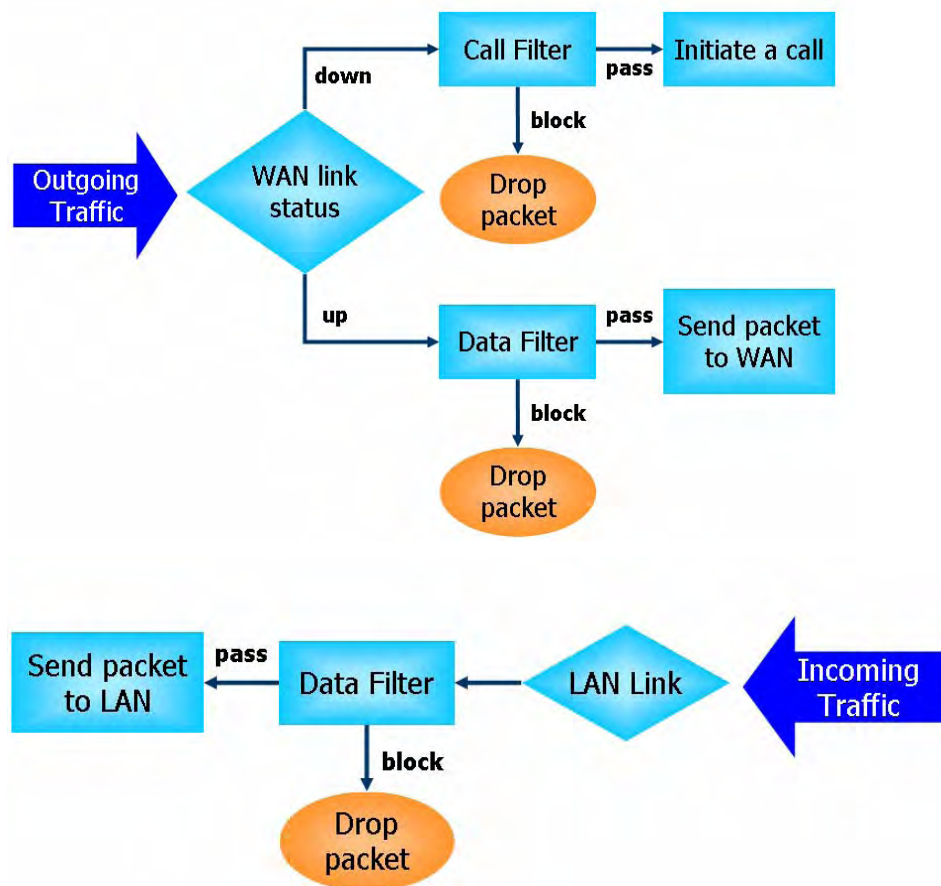 Call Filter
pass
Initiate a call
down
block
Outgoing
Traffic
WAN link
status
Drop
packet
up
Data Filter
pass
Send packet
to WAN
block
Drop
packet
Send packet
to LAN
pass
Data Filter
LAN Link
Incoming
Traffic
block
Drop
packet